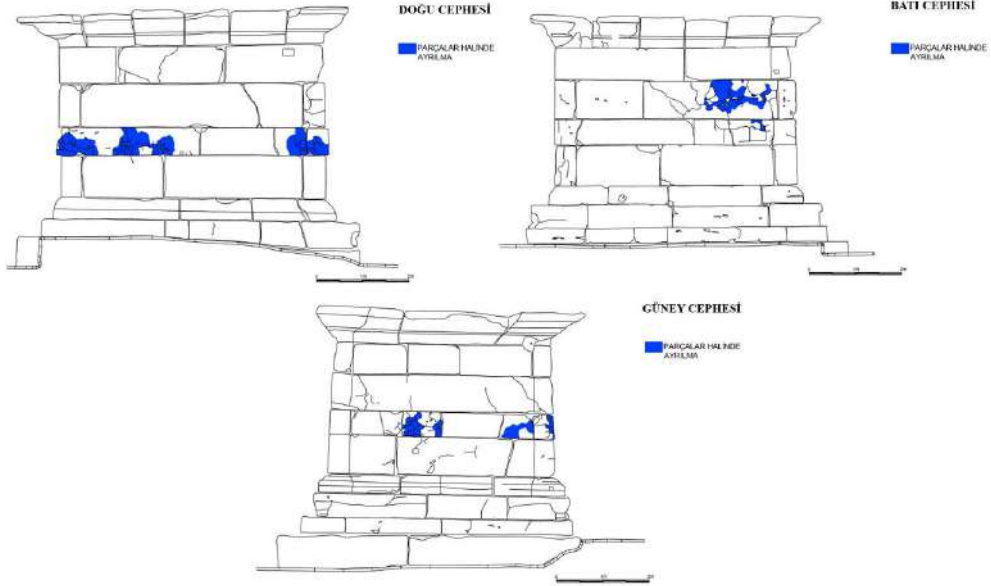 DOĞU CEPHESİ
PARÇALAR HALİNDE
AYRILMA
BATI CEPHESİ
PARÇALAR HALİNDE
AYRILMA
GÜNEY CEPHESİ
PARÇALAR HALİNDE
AYRILMA